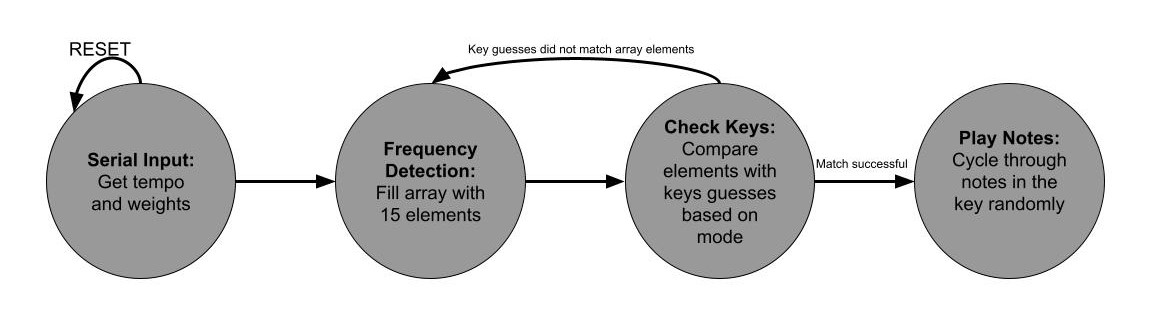 RESET
Key guesses did not match array elements
Serial Input:
Get tempo
and weights
Frequency
Detection:
Fill array with
15 elements
Check Keys:
Compare
elements with
keys guesses
based on
mode
Match successful
Play Notes:
Cycle through
notes in the
key randomly